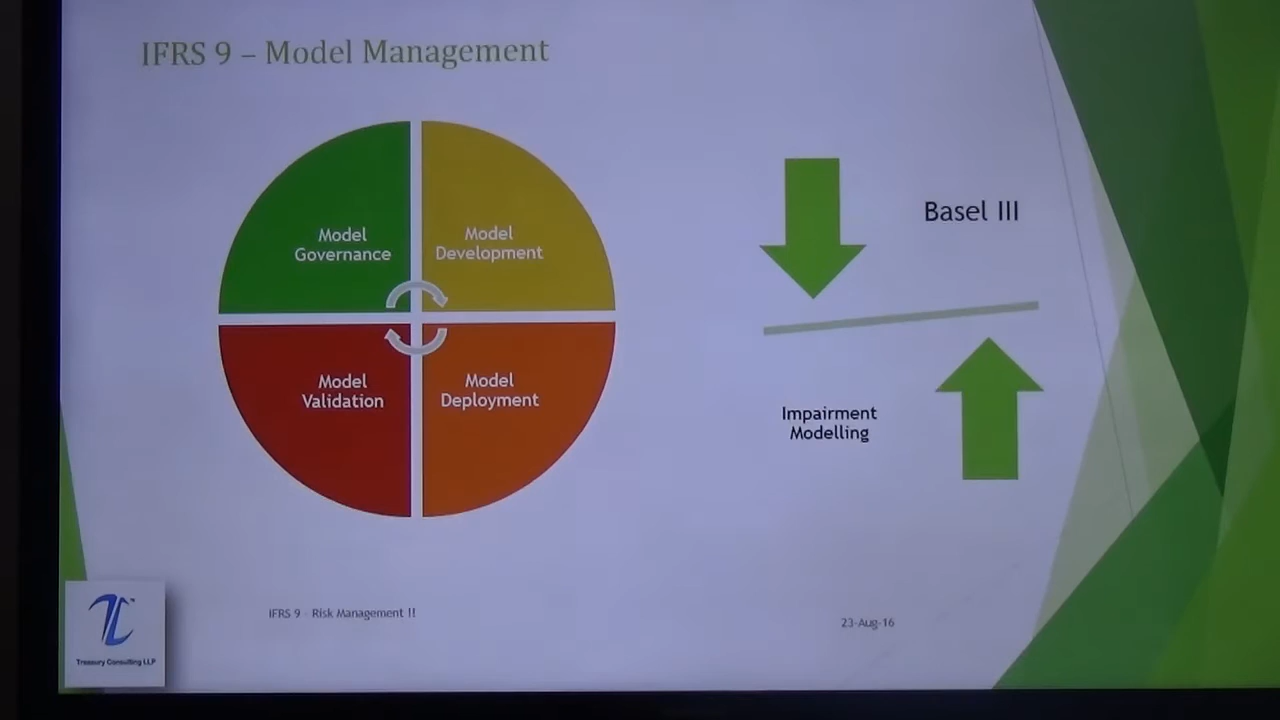 IFRS 9 – Model Management
Model
Governance
Model
Development
Model
Validation
Model
Deployment
Basel III
Impairment
Modelling
IFRS 9 - Risk Management !!
23-Aug-16
TC
Treasury Consulting LLP